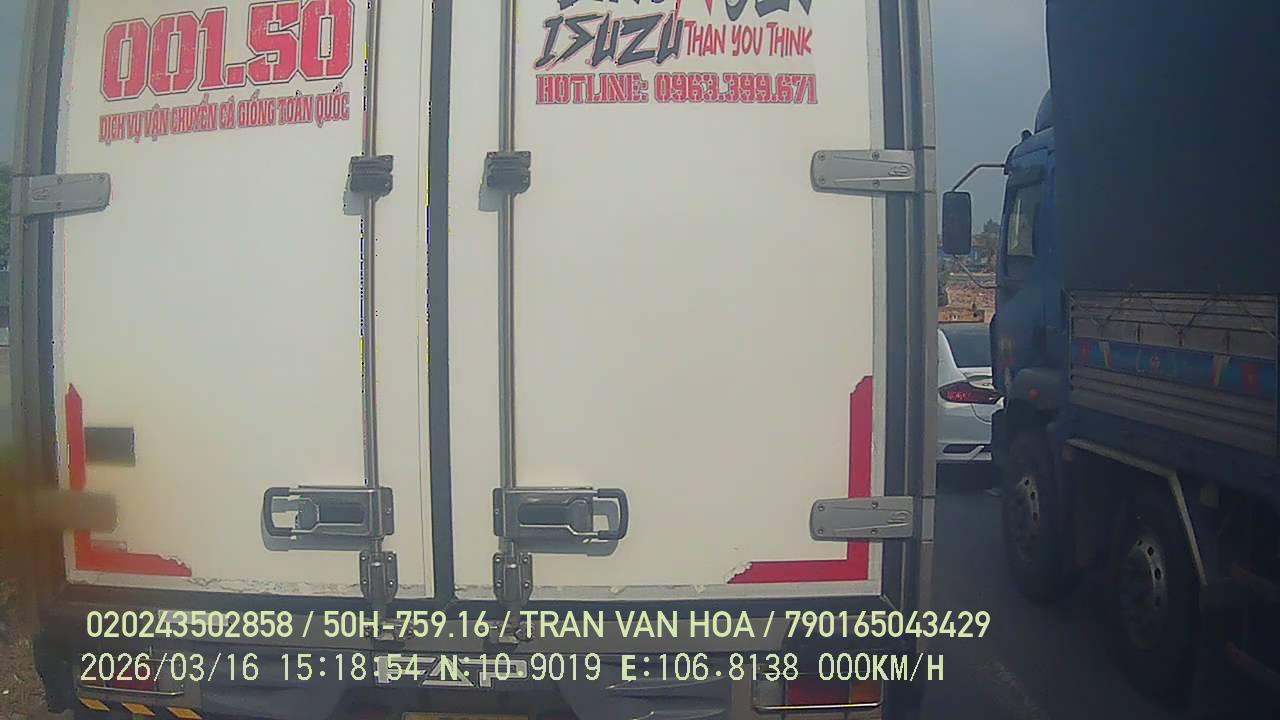 001.50
DỊCH VỤ VẬN CHUYỂN CÁ GIỐNG TOÀN QUỐC
ISUZU THAN YOU THINK
HOTLINE: 0963.399.671
020243502858 / 50H-759.16 / TRAN VAN HOA / 790165043429
2026/03/16 15:18:54 N:10.9019 E:106.8138 000KM/H